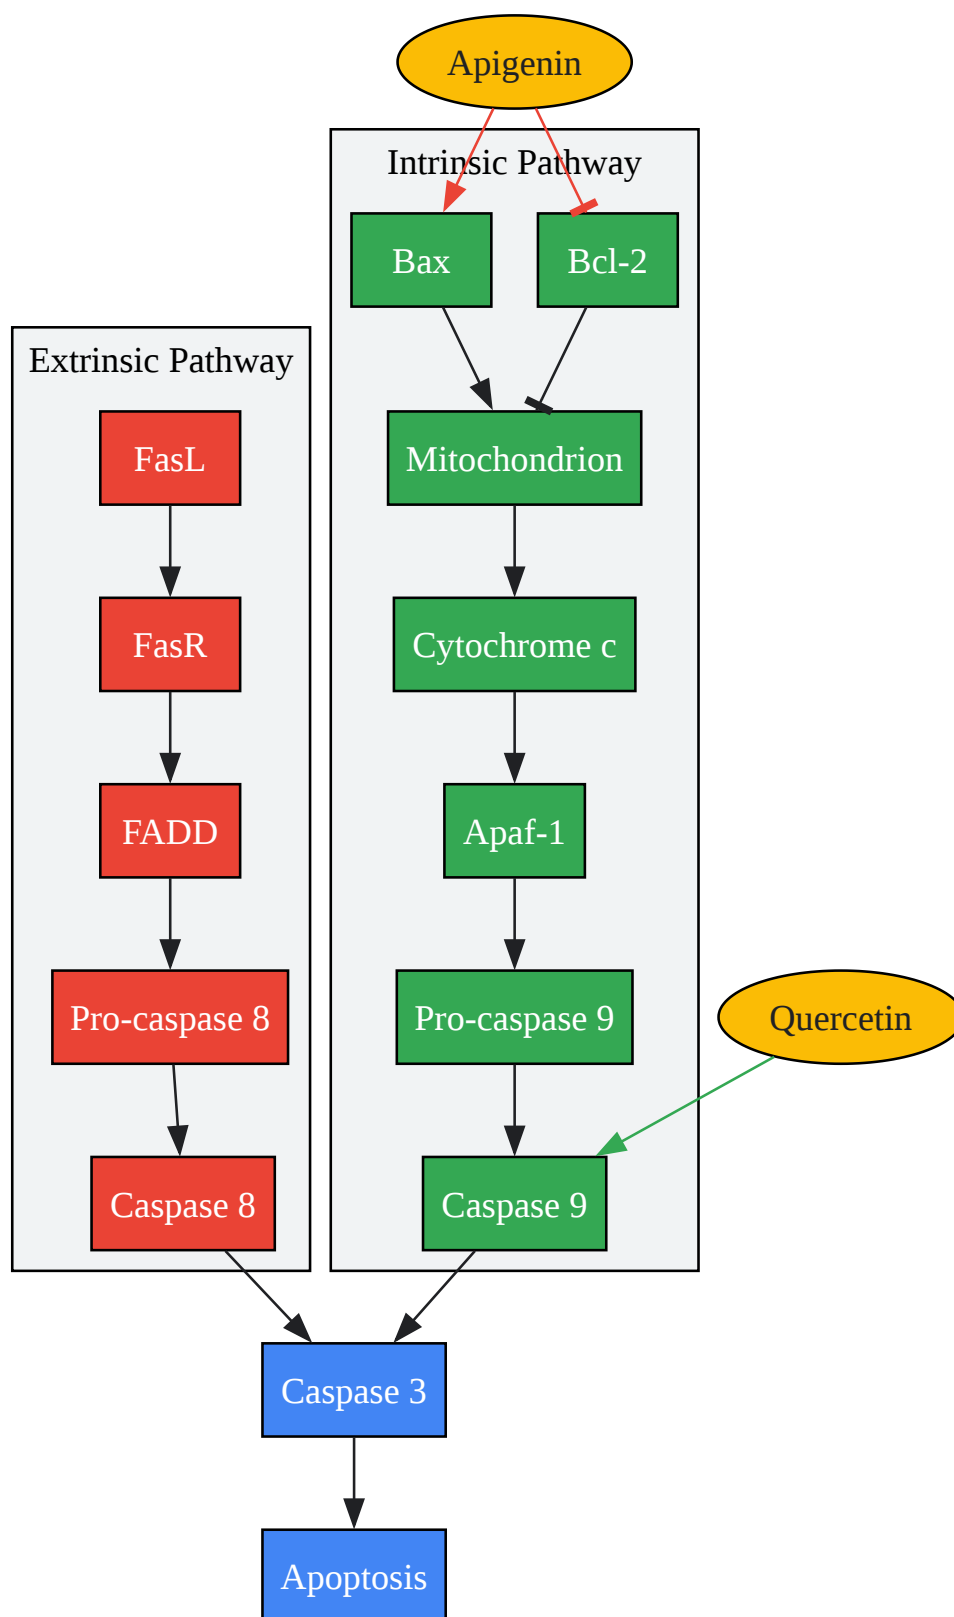 Apigenin
Intrinsic Pathway
Bax
Bcl-2
Extrinsic Pathway
FasL
Mitochondrion
FasR
Cytochrome c
FADD
Apaf-1
Pro-caspase 8
Pro-caspase 9
Quercetin
Caspase 8
Caspase 9
Caspase 3
Apoptosis